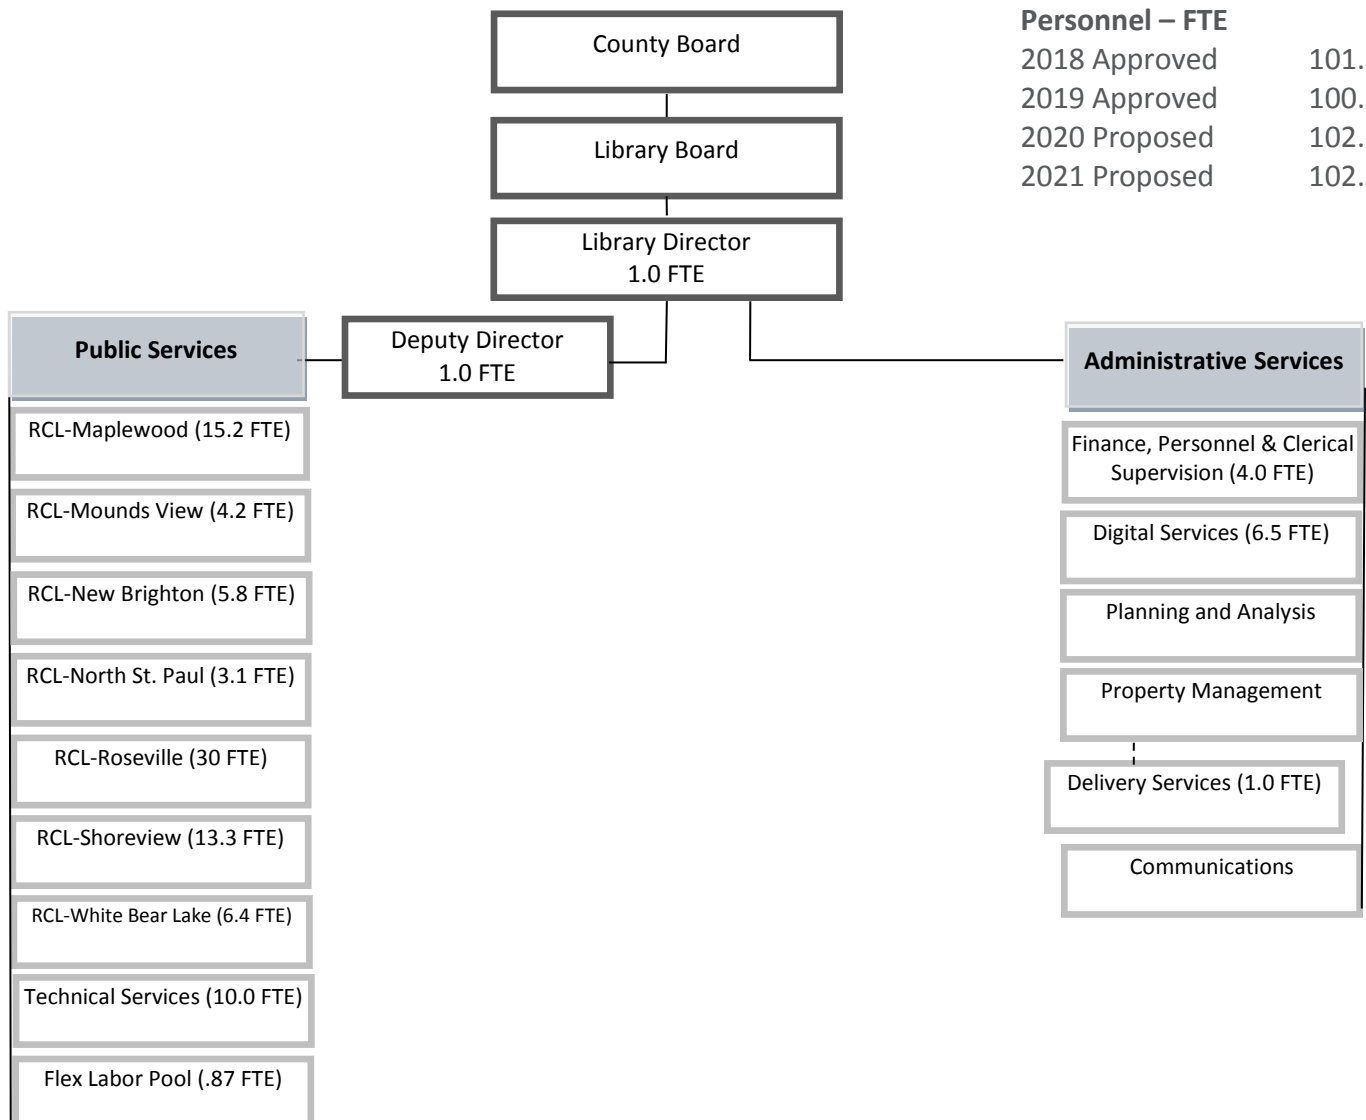 County Board
Library Board
Library Director
1.0 FTE
Personnel – FTE
2018 Approved 101.
2019 Approved 100.
2020 Proposed 102.
2021 Proposed 102.
Deputy Director
1.0 FTE
Public Services
RCL-Maplewood (15.2 FTE)
RCL-Mounds View (4.2 FTE)
RCL-New Brighton (5.8 FTE)
RCL-North St. Paul (3.1 FTE)
RCL-Roseville (30 FTE)
RCL-Shoreview (13.3 FTE)
RCL-White Bear Lake (6.4 FTE)
Technical Services (10.0 FTE)
Flex Labor Pool (.87 FTE)
Administrative Services
Finance, Personnel & Clerical
Supervision (4.0 FTE)
Digital Services (6.5 FTE)
Planning and Analysis
Property Management
Delivery Services (1.0 FTE)
Communications